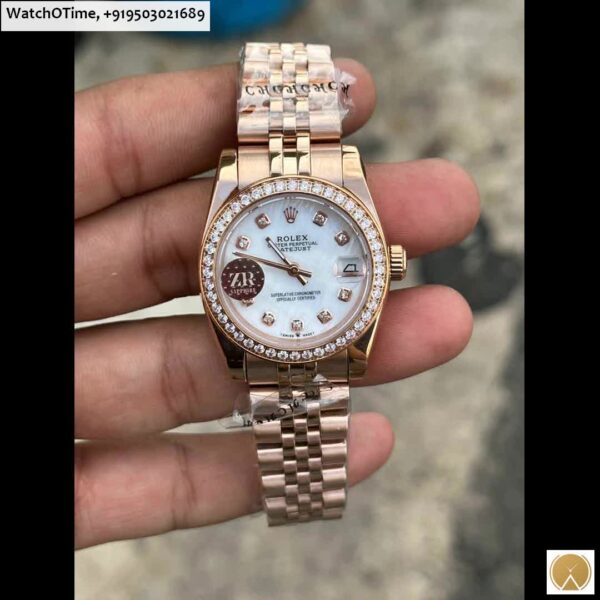 WatchOTime, +919503021689
ROLEX
OYSTER PERPETUAL
DATEJUST
ZR
SUPERLATIVE CHRONOMETER
OFFICIALLY CERTIFIED
SWISS MADE